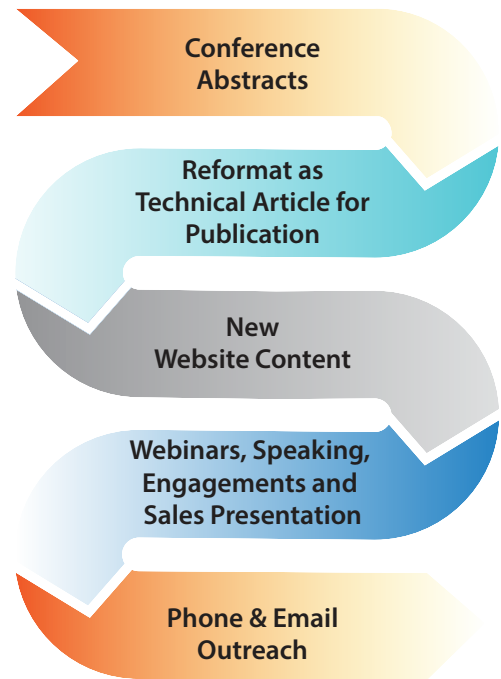 Conference
Abstracts
Reformat as
Technical Article for
Publication
New
Website Content
Webinars, Speaking,
Engagements and
Sales Presentation
Phone & Email
Outreach